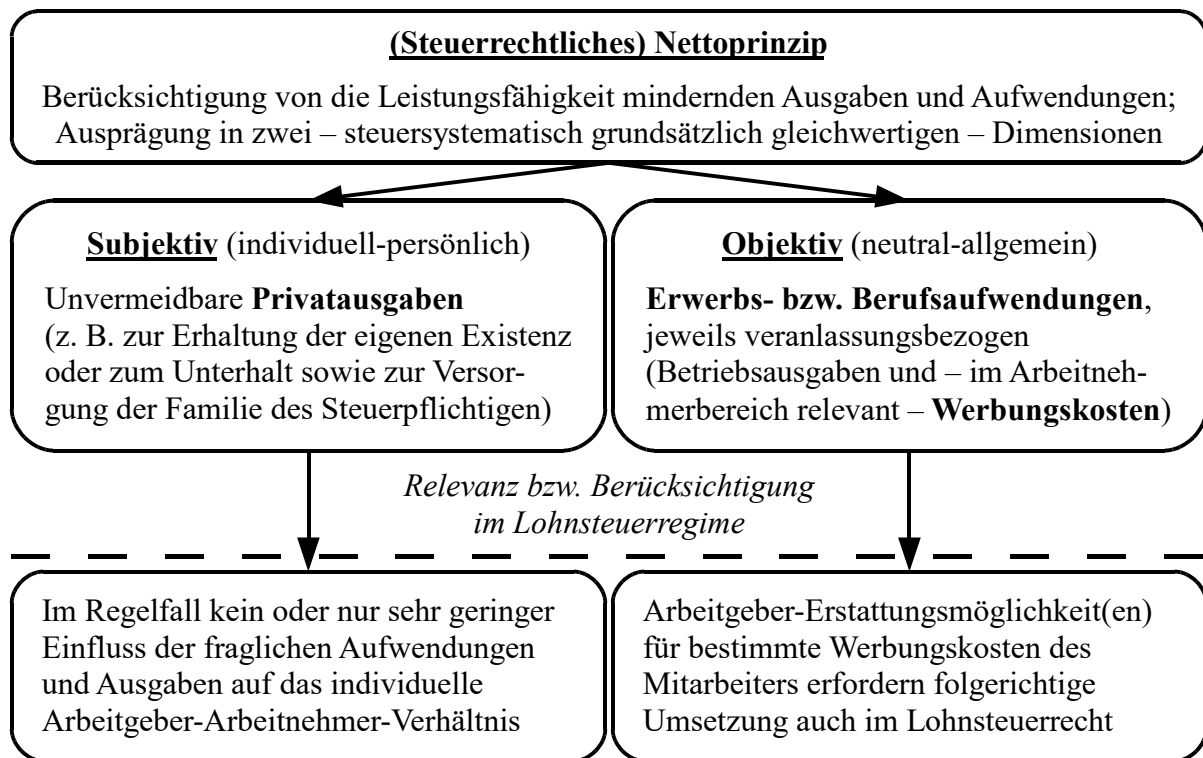 (Steuerrechtliches) Nettoprinzip
Berücksichtigung von die Leistungsfähigkeit mindernden Ausgaben und Aufwendungen;
Ausprägung in zwei – steuersystematisch grundsätzlich gleichwertigen – Dimensionen
Subjektiv (individuell-persönlich)
Unvermeidbare Privatausgaben
(z. B. zur Erhaltung der eigenen Existenz
oder zum Unterhalt sowie zur Versor-
gung der Familie des Steuerpflichtigen)
Objektiv (neutral-allgemein)
Erwerbs- bzw. Berufsaufwendungen,
jeweils veranlassungsbezogen
(Betriebsausgaben und – im Arbeitneh-
merbereich relevant – Werbungskosten)
Relevanz bzw. Berücksichtigung
im Lohnsteuerregime
Im Regelfall kein oder nur sehr geringer
Einfluss der fraglichen Aufwendungen
und Ausgaben auf das individuelle
Arbeitgeber-Arbeitnehmer-Verhältnis
Arbeitgeber-Erstattungsmöglichkeit(en)
für bestimmte Werbungskosten des
Mitarbeiters erfordern folgerichtige
Umsetzung auch im Lohnsteuerrecht